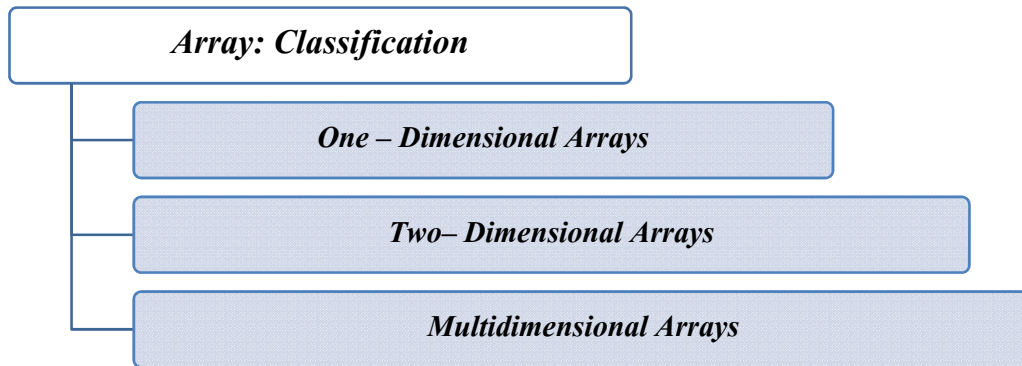 Array: Classification
One – Dimensional Arrays
Two– Dimensional Arrays
Multidimensional Arrays